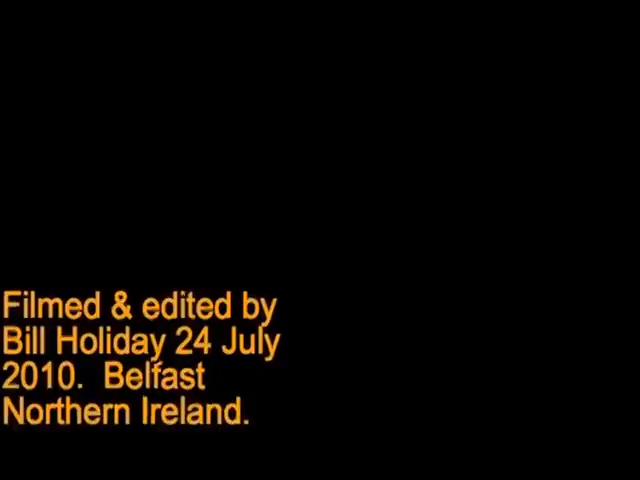 Filmed & edited by
Bill Holiday 24 July
2010.  Belfast
Northern Ireland.